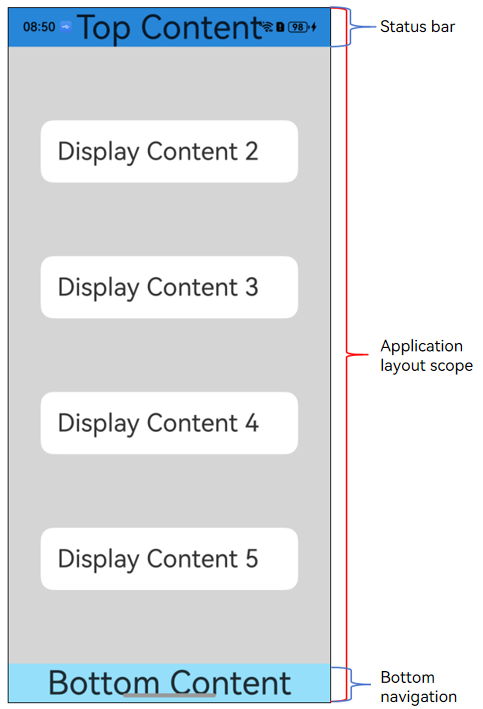 08:50 Top Content 98
Status bar
Display Content 2
Display Content 3
Application
layout scope
Display Content 4
Display Content 5
Bottom Content
Bottom
navigation